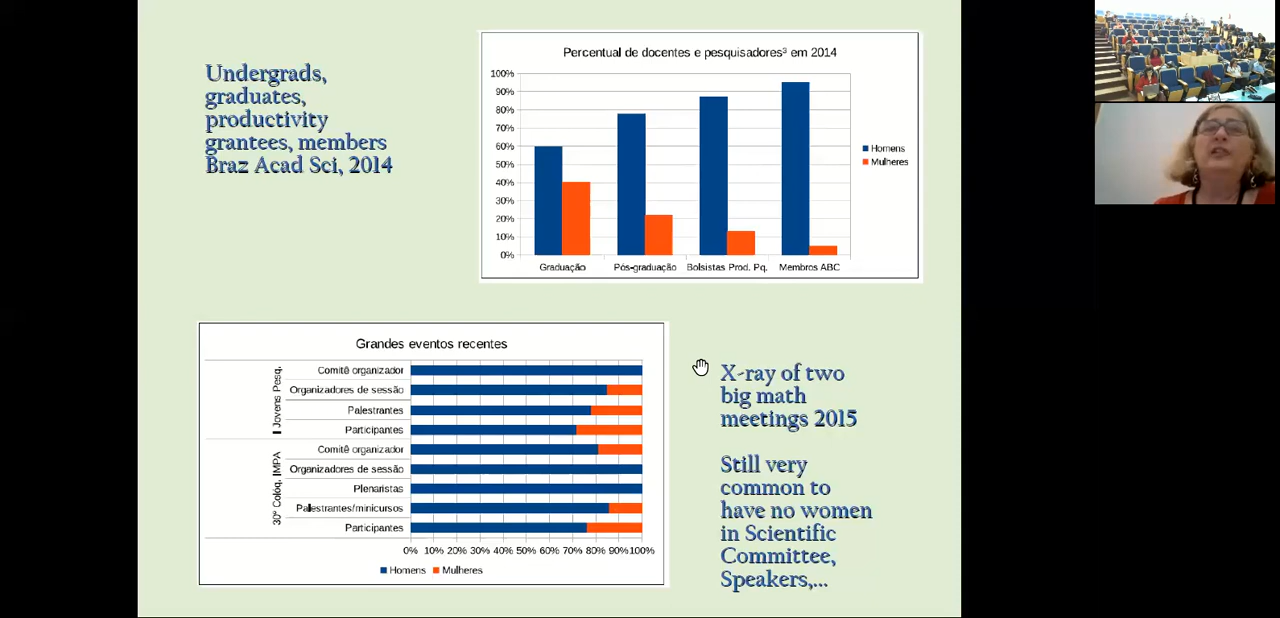 Undergrads,
graduates,
productivity
grantees, members
Braz Acad Sci, 2014
Percentual de docentes e pesquisadores³ em 2014
100%
90%
80%
70%
60%
50%
40%
30%
20%
10%
0%
Graduação Pós-graduação Bolsistas Prod. Pq. Membros ABC
Homens
Mulheres
Grandes eventos recentes
I Jovens Pesq.
Comitê organizador
Organizadores de sessão
Palestrantes
Participantes
30º Colóq. IMPA
Comitê organizador
Organizadores de sessão
Plenaristas
Palestrantes/minicursos
Participantes
0% 10% 20% 30% 40% 50% 60% 70% 80% 90% 100%
Homens Mulheres
X-ray of two
big math
meetings 2015
Still very
common to
have no women
in Scientific
Committee,
Speakers,...